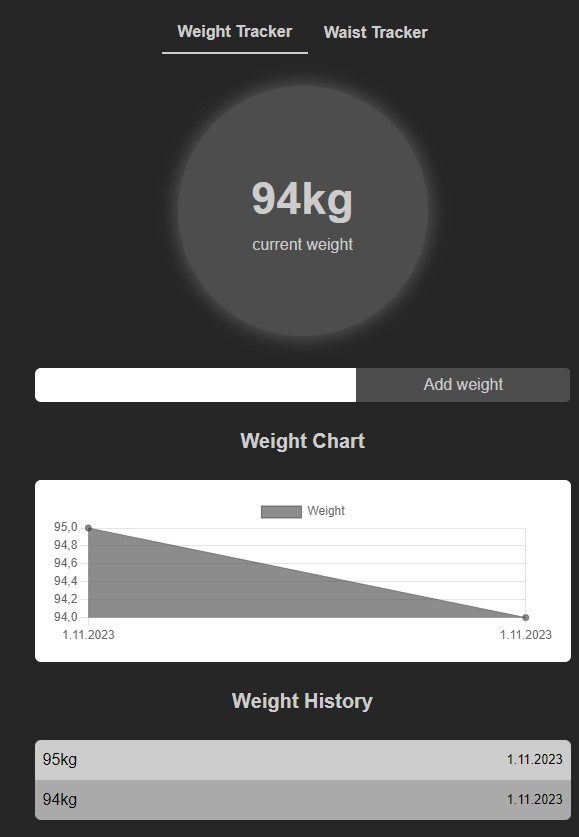 Weight Tracker Waist Tracker
94kg
current weight
Add weight
Weight Chart
Weight
95,0
94,8
94,6
94,4
94,2
94,0
1.11.2023 1.11.2023
Weight History
95kg 1.11.2023
94kg 1.11.2023